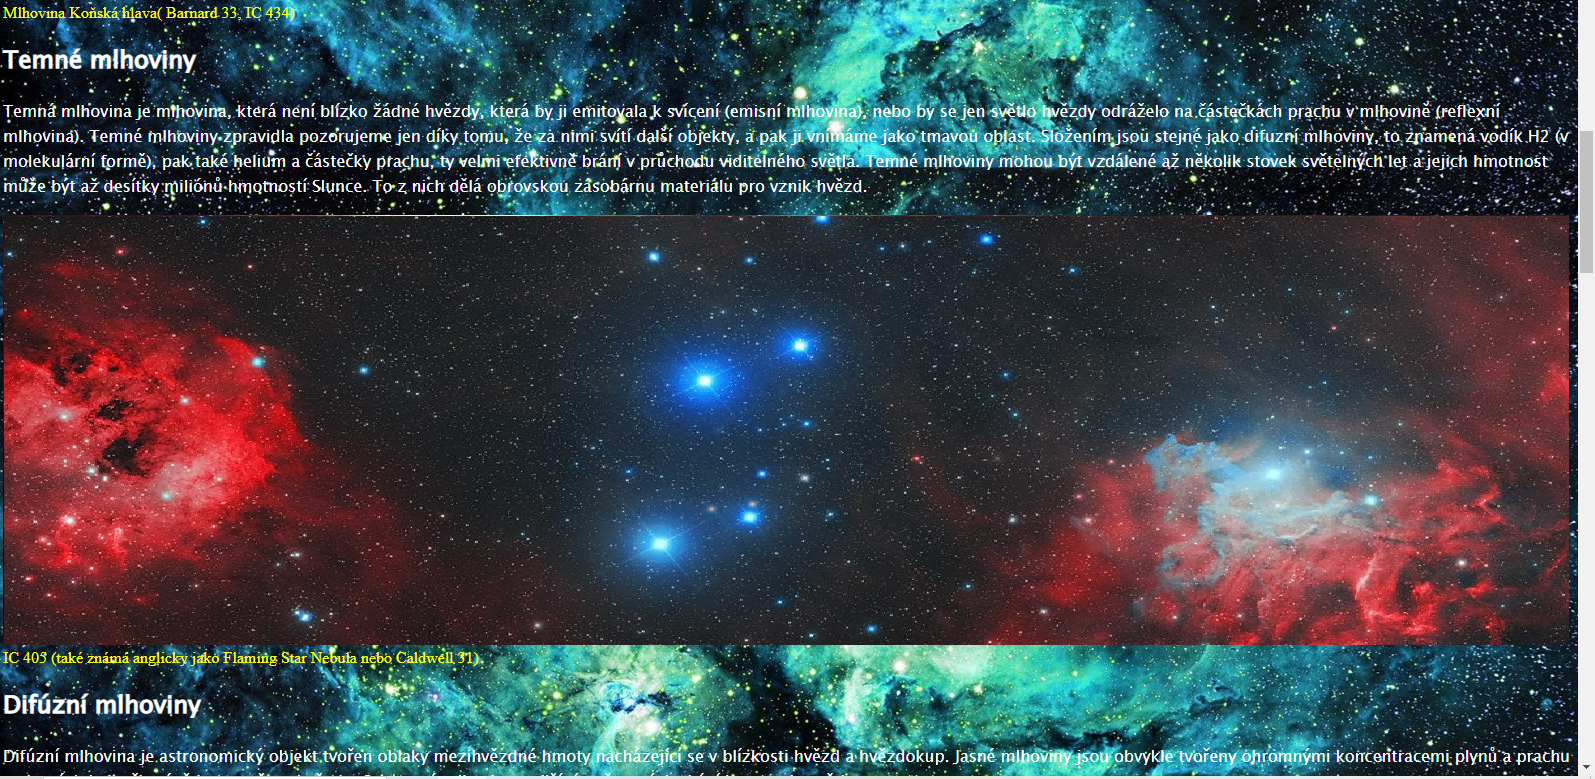 Mlhovina Koňská hlava( Barnard 33, IC 434)
Temné mlhoviny
Temná mlhovina je mlhovina, která není blízko žádné hvězdy, která by ji emitovala k svícení (emisní mlhovina), nebo by se jen světlo hvězdy odráželo na částečkách prachu v mlhovině (reflexní
mlhovina). Temné mlhoviny zpravidla pozorujeme jen díky tomu, že za nimi svítí další objekty, a pak ji vnímáme jako tmavou oblast. Složením jsou stejné jako difuzní mlhoviny, to znamená vodík H2 (v
molekulární formě), pak také helium a částečky prachu, ty velmi efektivně brání v průchodu viditelného světla. Temné mlhoviny mohou být vzdálené až několik stovek světelných let a jejich hmotnost
může být až desítky miliónů hmotností Slunce. To z nich dělá obrovskou zásobárnu materiálu pro vznik hvězd.
IC 405 (také známá anglicky jako Flaming Star Nebula nebo Caldwell 31)
Difúzní mlhoviny
Difúzní mlhovina je astronomický objekt tvořen oblaky mezihvězdné hmoty nacházející se v blízkosti hvězd a hvězdokup. Jasné mlhoviny jsou obvykle tvořeny ohromnými koncentracemi plynů a prachu